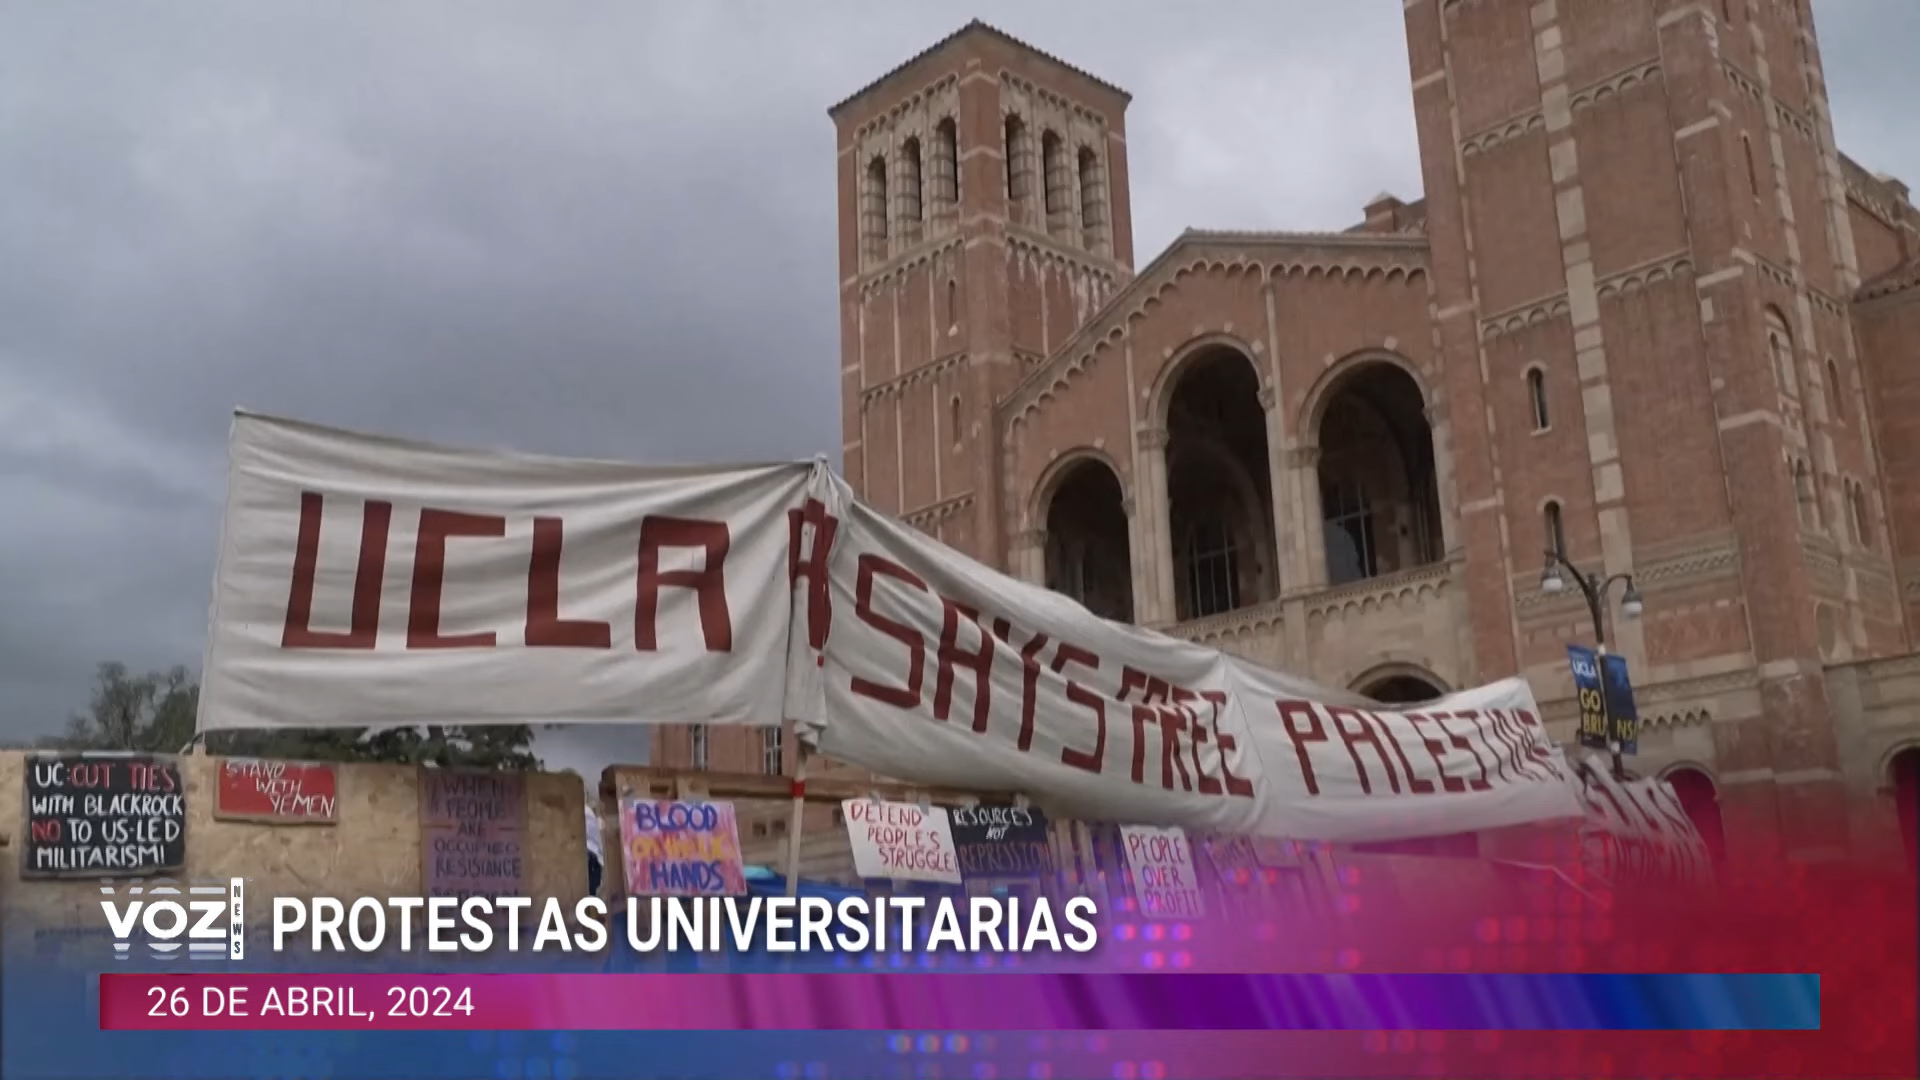 UCLA SAYS FREE PALESTINE
UCLA
GO
BRUINS
UC: CUT TIES
WITH BLACKROCK
NO TO US-LED
MILITARISM!
STAND
WITH
YEMEN
WHEN
PEOPLE
ARE
OCCUPIED
RESISTANCE
BLOOD
HANDS
DEFEND
PEOPLE'S
STRUGGLE
RESOURCES
NOT
REPRESSION
PEOPLE
OVER
PROFIT
VOZ NEWS
PROTESTAS UNIVERSITARIAS
26 DE ABRIL, 2024